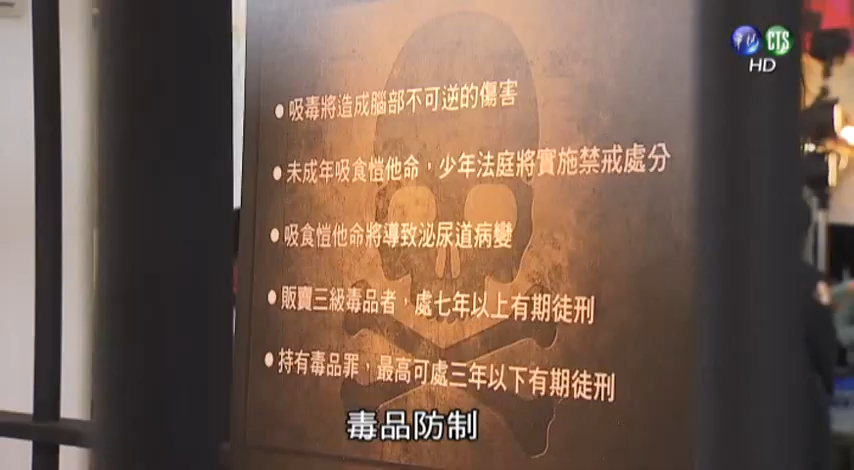 華視 CTS
HD
● 吸毒將造成腦部不可逆的傷害
● 未成年吸食愷他命，少年法庭將實施禁戒處分
● 吸食愷他命將導致泌尿道病變
● 販賣三級毒品者，處七年以上有期徒刑
● 持有毒品罪，最高可處三年以下有期徒刑
毒品防制